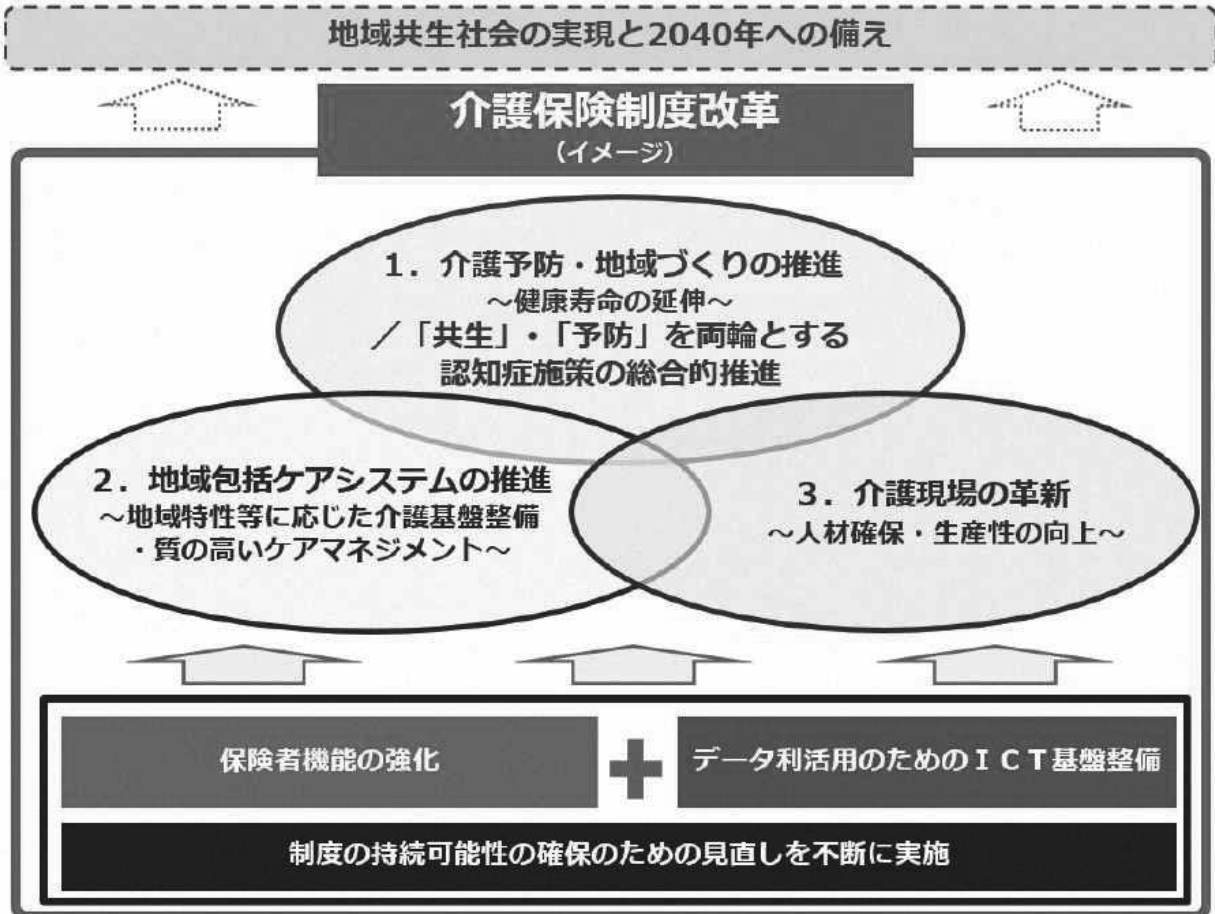 地域共生社会の実現と2040年への備え
介護保険制度改革
（イメージ）
１．介護予防・地域づくりの推進
～健康寿命の延伸～
／「共生」・「予防」を両輪とする
認知症施策の総合的推進
２．地域包括ケアシステムの推進
～地域特性等に応じた介護基盤整備
・質の高いケアマネジメント～
３．介護現場の革新
～人材確保・生産性の向上～
保険者機能の強化
データ利活用のためのＩＣＴ基盤整備
制度の持続可能性の確保のための見直しを不断に実施